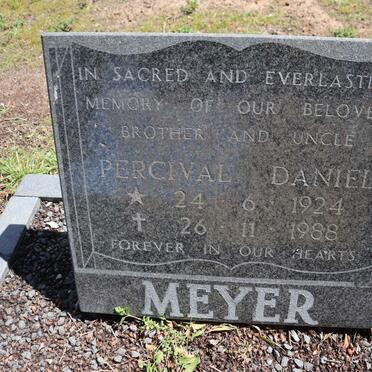 IN SACRED AND EVERLASTI
MEMORY OF OUR BELOVE
BROTHER AND UNCLE
PERCIVAL DANIEL
★ 24 6 1924
✝ 26 11 1988
FOREVER IN OUR HEARTS
MEYER